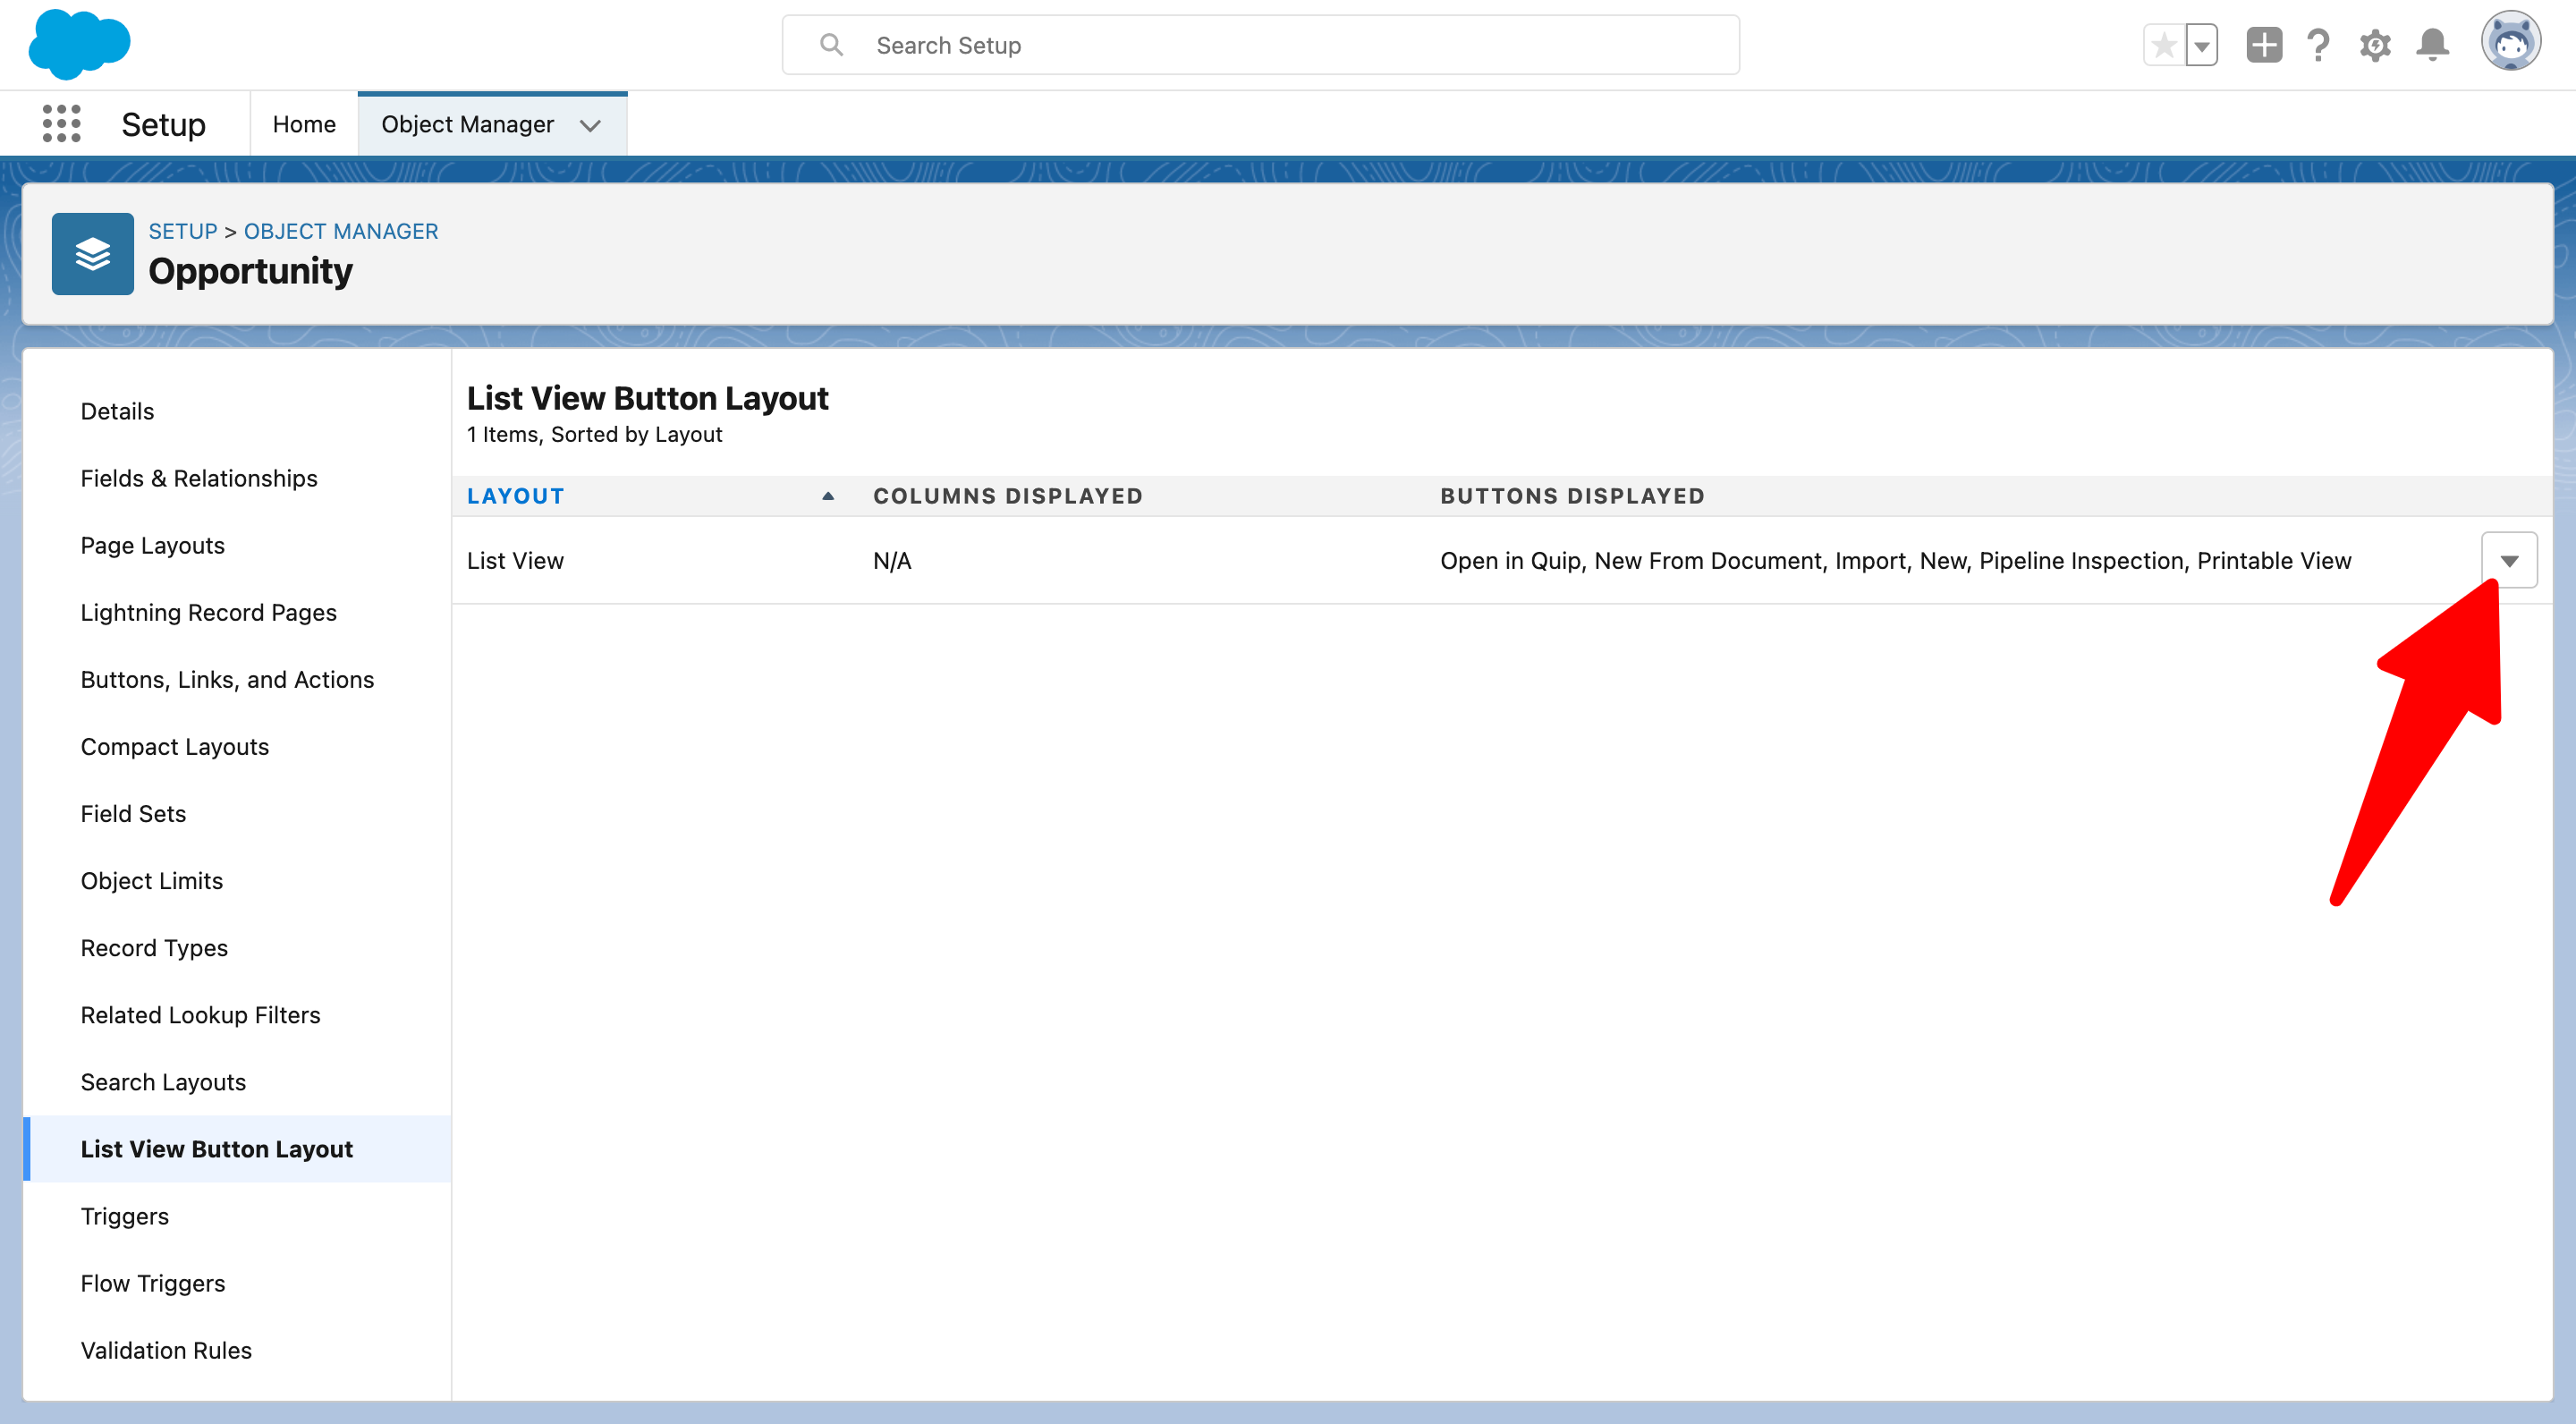 Search Setup
Setup
Home
Object Manager
SETUP > OBJECT MANAGER
Opportunity
Details
Fields & Relationships
Page Layouts
Lightning Record Pages
Buttons, Links, and Actions
Compact Layouts
Field Sets
Object Limits
Record Types
Related Lookup Filters
Search Layouts
List View Button Layout
Triggers
Flow Triggers
Validation Rules
List View Button Layout
1 Items, Sorted by Layout
LAYOUT COLUMNS DISPLAYED BUTTONS DISPLAYED
List View N/A Open in Quip, New From Document, Import, New, Pipeline Inspection, Printable View